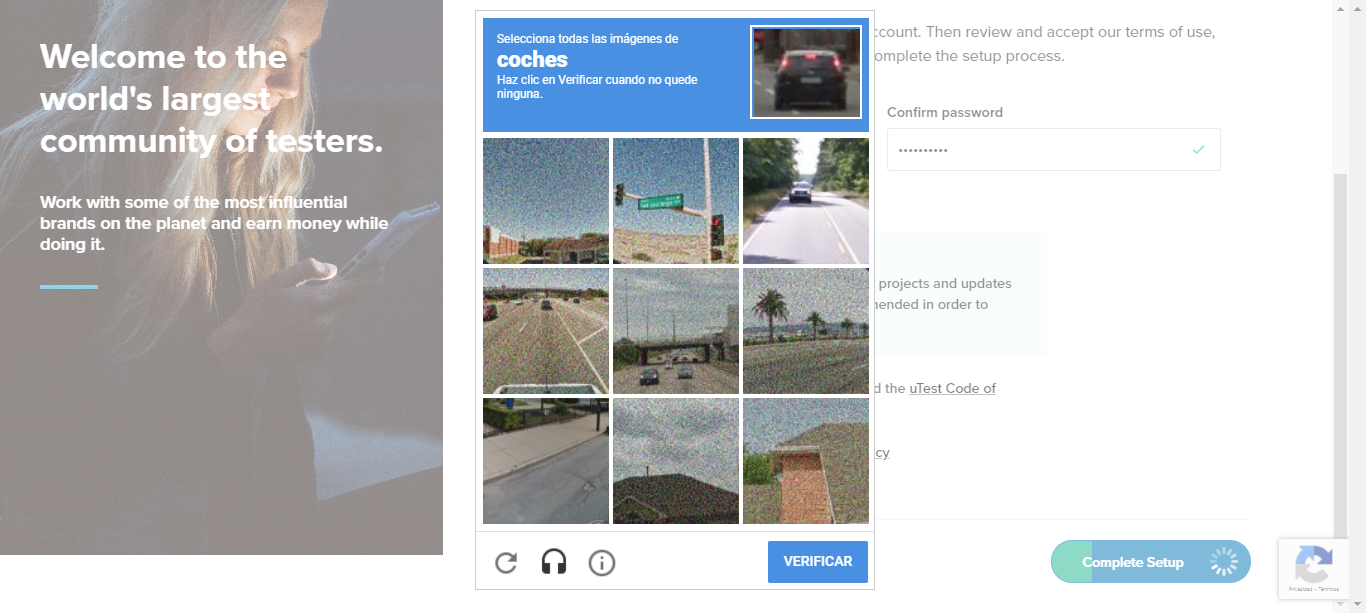 Welcome to the
world's largest
community of testers.
Work with some of the most influential
brands on the planet and earn money while
doing it.
Selecciona todas las imágenes de
coches
Haz clic en Verificar cuando no quede
ninguna.
VERIFICAR
ccount. Then review and accept our terms of use,
omplete the setup process.
Confirm password
••••••••••
projects and updates
nended in order to
d the uTest Code of
cy
Complete Setup
Privacidad - Términos